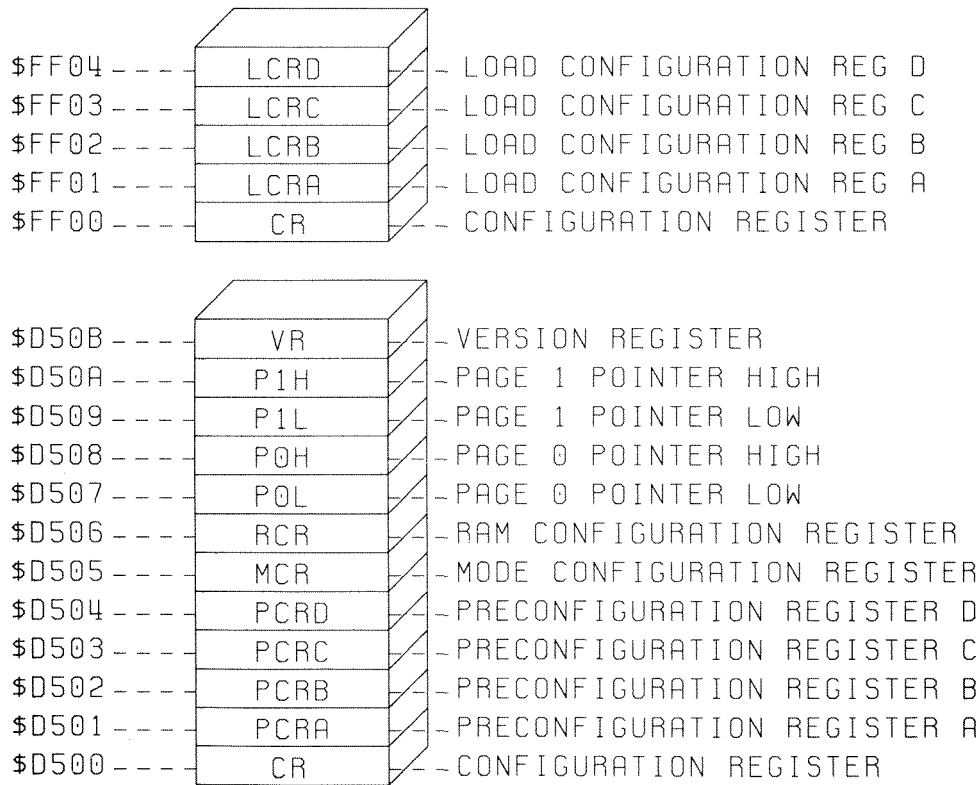 $FF04 LCRD LOAD CONFIGURATION REG D
$FF03 LCRC LOAD CONFIGURATION REG C
$FF02 LCRB LOAD CONFIGURATION REG B
$FF01 LCRA LOAD CONFIGURATION REG A
$FF00 CR CONFIGURATION REGISTER
$D50B VR VERSION REGISTER
$D50A P1H PAGE 1 POINTER HIGH
$D509 P1L PAGE 1 POINTER LOW
$D508 P0H PAGE 0 POINTER HIGH
$D507 P0L PAGE 0 POINTER LOW
$D506 RCR RAM CONFIGURATION REGISTER
$D505 MCR MODE CONFIGURATION REGISTER
$D504 PCRD PRECONFIGURATION REGISTER D
$D503 PCRC PRECONFIGURATION REGISTER C
$D502 PCRB PRECONFIGURATION REGISTER B
$D501 PCRA PRECONFIGURATION REGISTER A
$D500 CR CONFIGURATION REGISTER